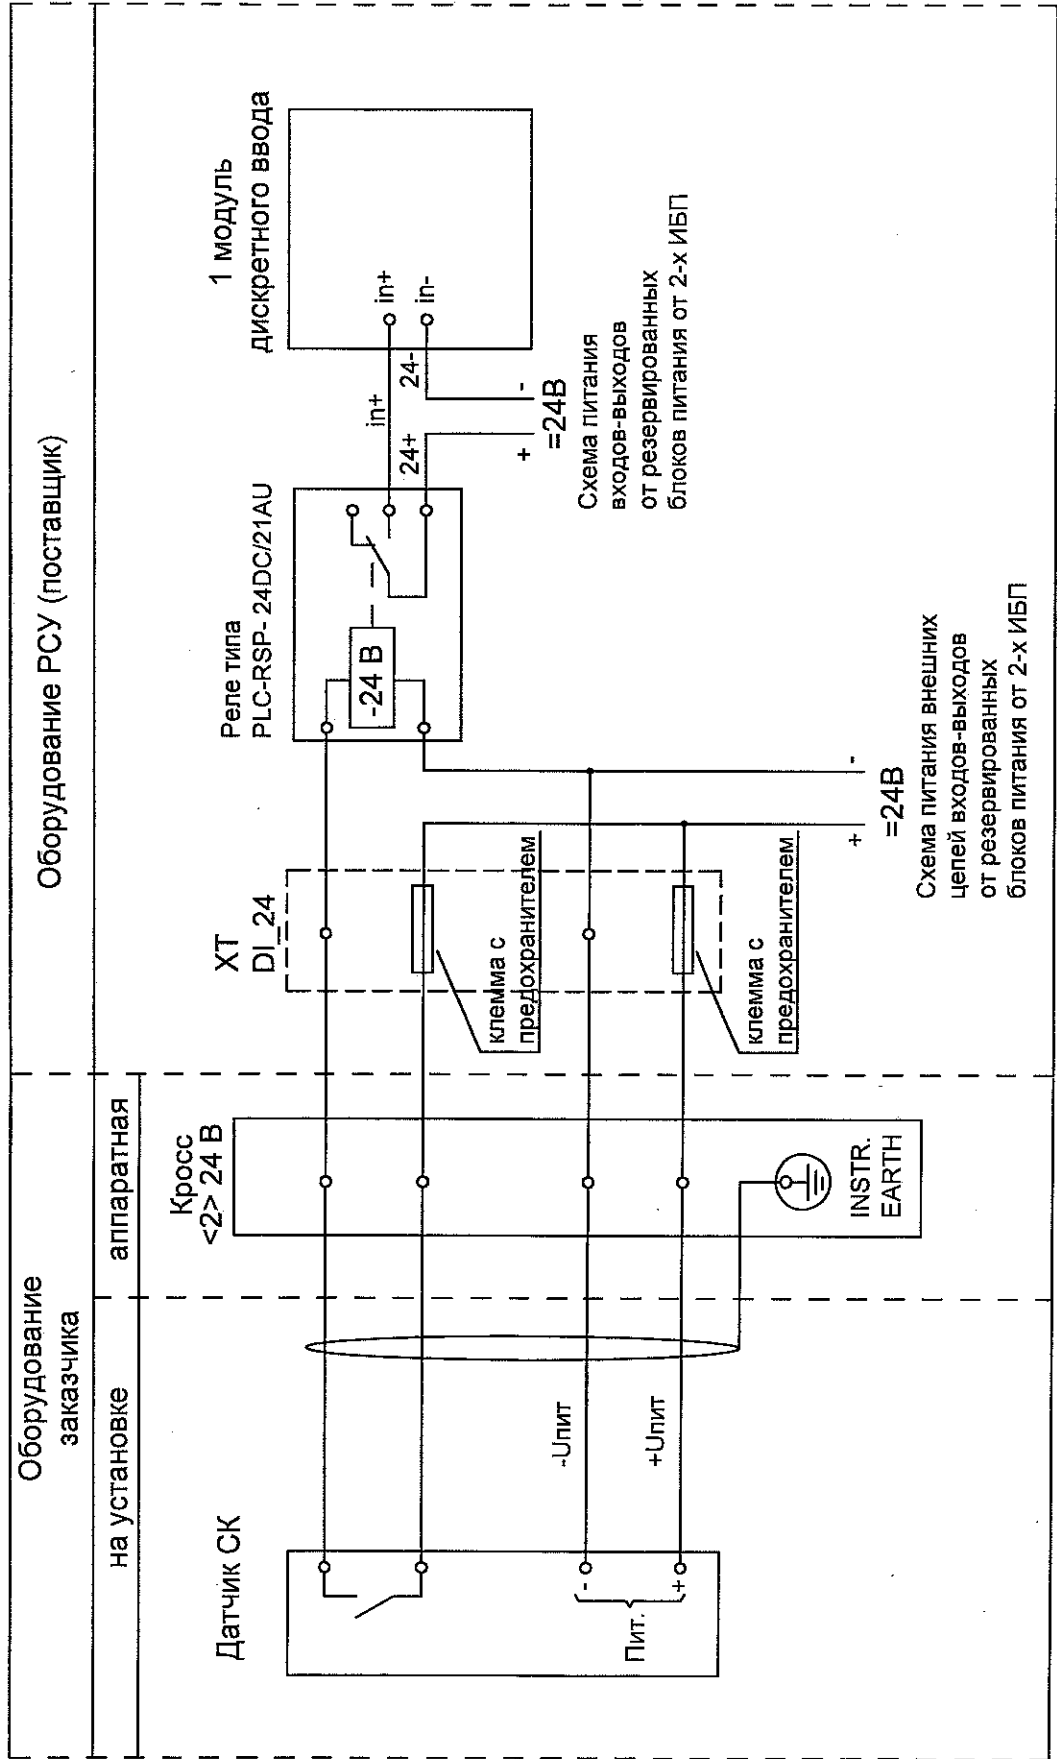 Оборудование
заказчика
Оборудование РСУ (поставщик)
на установке
аппаратная
Датчик СК
Пит.
-
+
-Uпит
+Uпит
Кросс
<2> 24 В
INSTR.
EARTH
XT
DI_24
клемма с
предохранителем
клемма с
предохранителем
Реле типа
PLC-RSP- 24DC/21AU
-24 В
+
-
=24В
Схема питания внешних
цепей входов-выходов
от резервированных
блоков питания от 2-х ИБП
in+
24+
24-
+
-
=24В
Схема питания
входов-выходов
от резервированных
блоков питания от 2-х ИБП
1 модуль
дискретного ввода
in+
in-